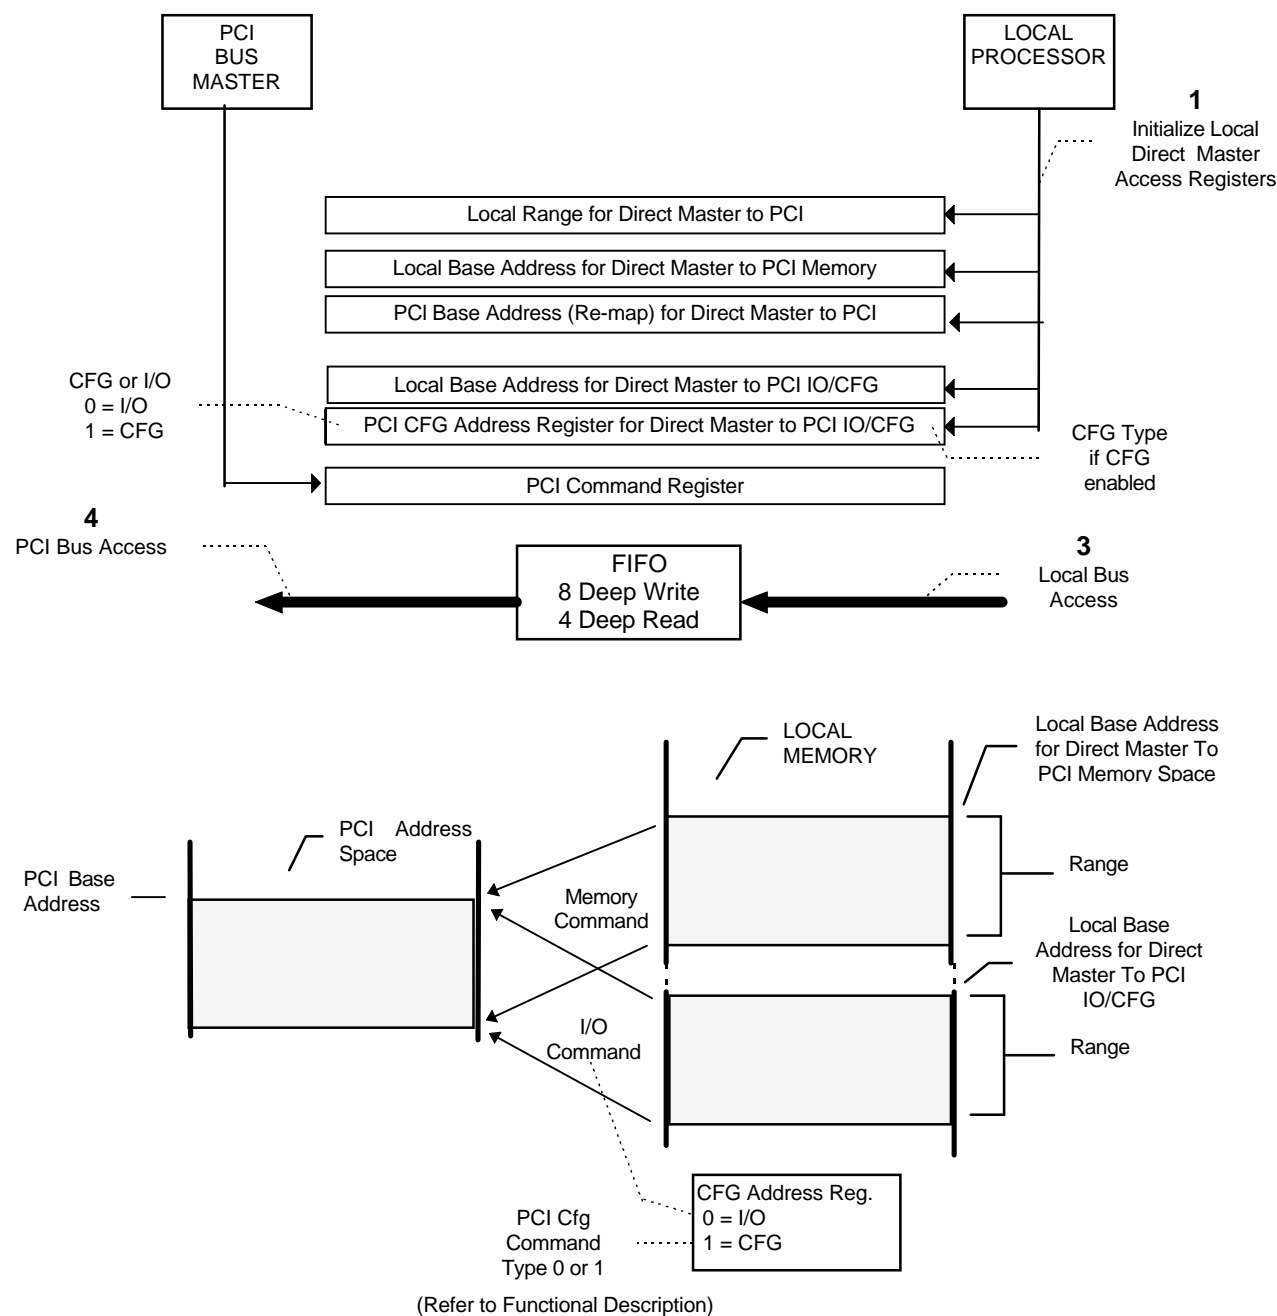 PCI
BUS
MASTER
LOCAL
PROCESSOR
1
Initialize Local
Direct Master
Access Registers
Local Range for Direct Master to PCI
Local Base Address for Direct Master to PCI Memory
PCI Base Address (Re-map) for Direct Master to PCI
CFG or I/O
0 = I/O
1 = CFG
Local Base Address for Direct Master to PCI IO/CFG
PCI CFG Address Register for Direct Master to PCI IO/CFG
CFG Type
if CFG
enabled
PCI Command Register
4
PCI Bus Access
FIFO
8 Deep Write
4 Deep Read
3
Local Bus
Access
LOCAL
MEMORY
Local Base Address
for Direct Master To
PCI Memory Space
PCI Address
Space
PCI Base
Address
Memory
Command
Range
Local Base
Address for Direct
Master To PCI
IO/CFG
I/O
Command
Range
CFG Address Reg.
0 = I/O
1 = CFG
PCI Cfg
Command
Type 0 or 1
(Refer to Functional Description)